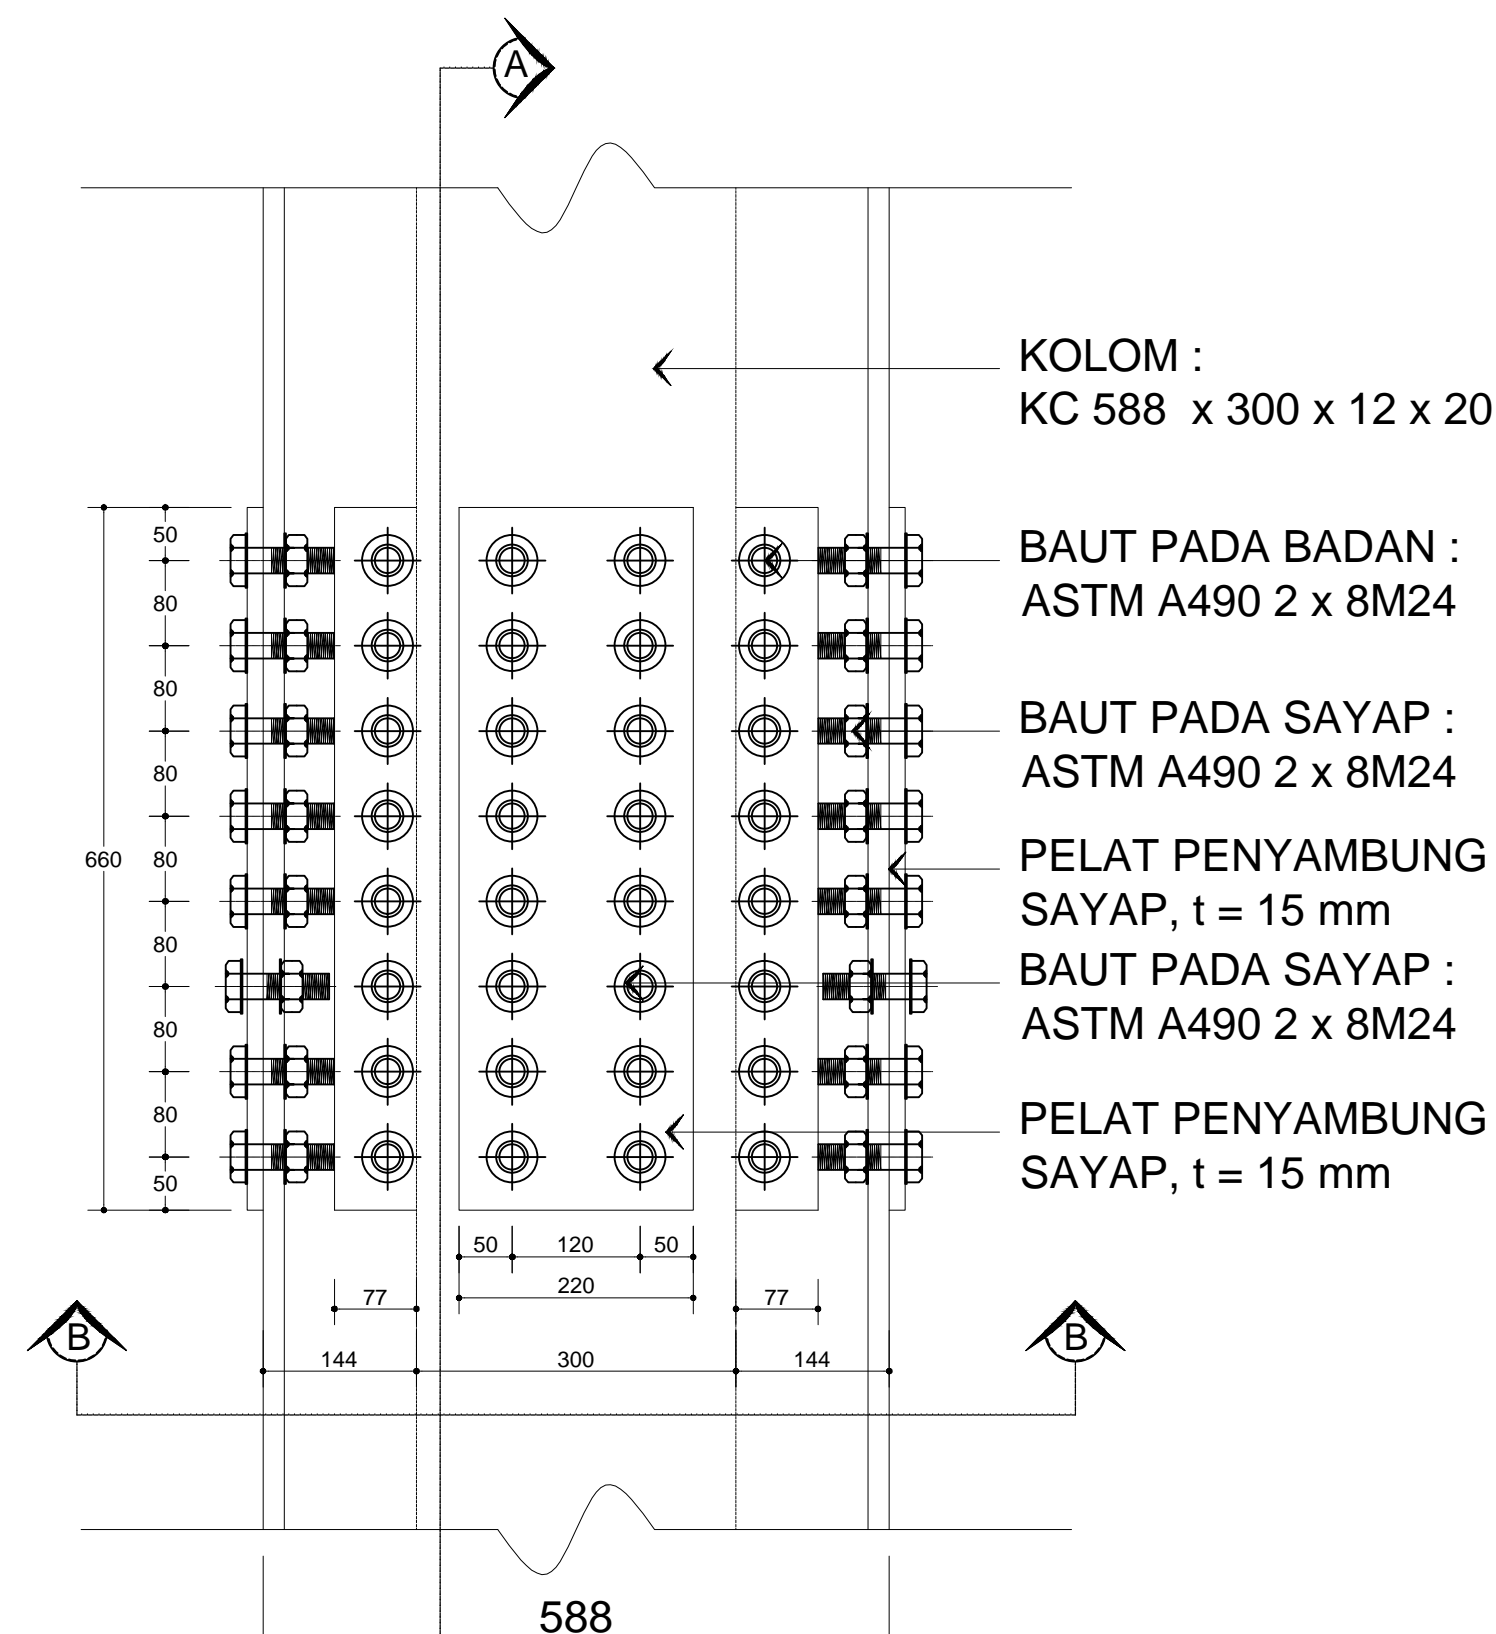 A
KOLOM :
KC 588 x 300 x 12 x 20
BAUT PADA BADAN :
ASTM A490 2 x 8M24
BAUT PADA SAYAP :
ASTM A490 2 x 8M24
PELAT PENYAMBUNG
SAYAP, t = 15 mm
BAUT PADA SAYAP :
ASTM A490 2 x 8M24
PELAT PENYAMBUNG
SAYAP, t = 15 mm
660
50
80
80
80
80
80
80
80
50
50 120 50
220
77 77
144 300 144
B B
588